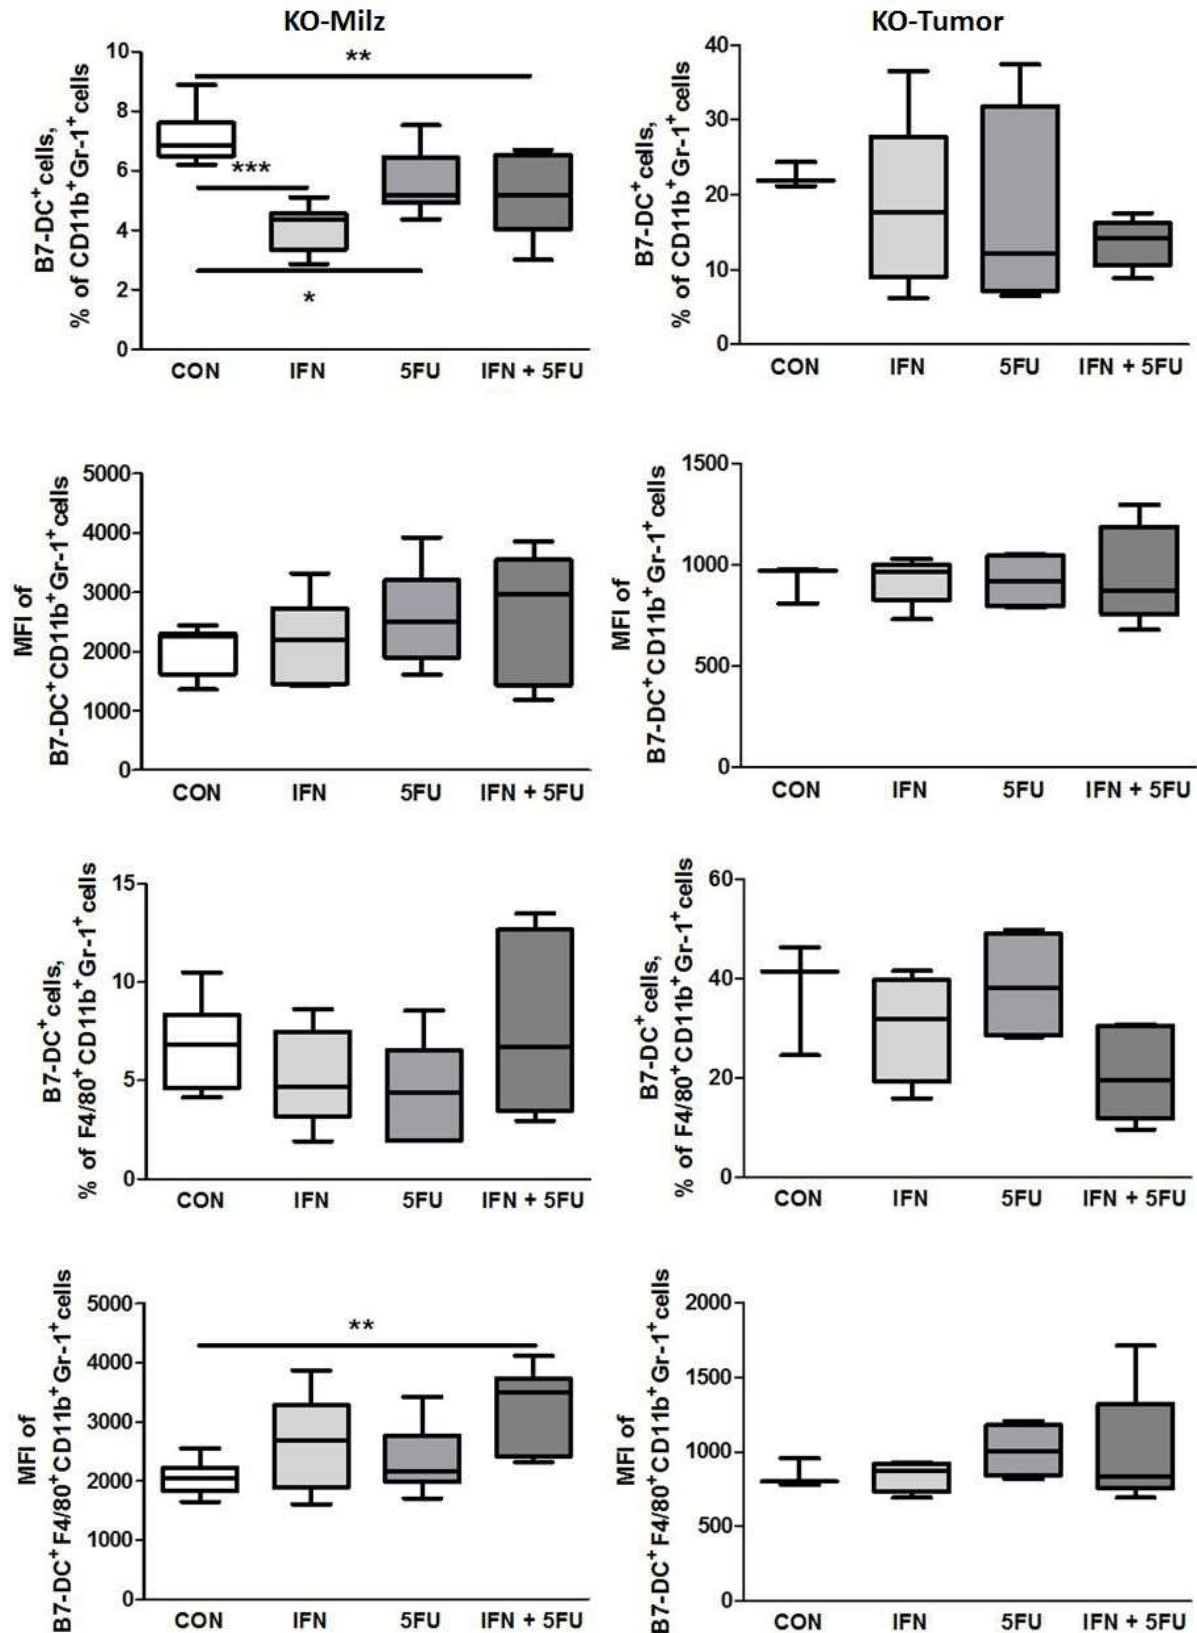 KO-Milz
KO-Tumor
B7-DC⁺cells,
% of CD11b⁺Gr-1⁺cells
10
8
6
4
2
0
**
***
*
CON IFN 5FU IFN + 5FU
B7-DC⁺cells,
% of CD11b⁺Gr-1⁺cells
40
30
20
10
0
CON IFN 5FU IFN + 5FU
MFI of
B7-DC⁺CD11b⁺Gr-1⁺cells
5000
4000
3000
2000
1000
0
CON IFN 5FU IFN + 5FU
MFI of
B7-DC⁺CD11b⁺Gr-1⁺cells
1500
1000
500
0
CON IFN 5FU IFN + 5FU
B7-DC⁺cells,
% of F4/80⁺CD11b⁺Gr-1⁺cells
15
10
5
0
CON IFN 5FU IFN + 5FU
B7-DC⁺cells,
% of F4/80⁺CD11b⁺Gr-1⁺cells
60
40
20
0
CON IFN 5FU IFN + 5FU
MFI of
B7-DC⁺F4/80⁺CD11b⁺Gr-1⁺cells
5000
4000
3000
2000
1000
0
**
CON IFN 5FU IFN + 5FU
MFI of
B7-DC⁺F4/80⁺CD11b⁺Gr-1⁺cells
2000
1500
1000
500
0
CON IFN 5FU IFN + 5FU